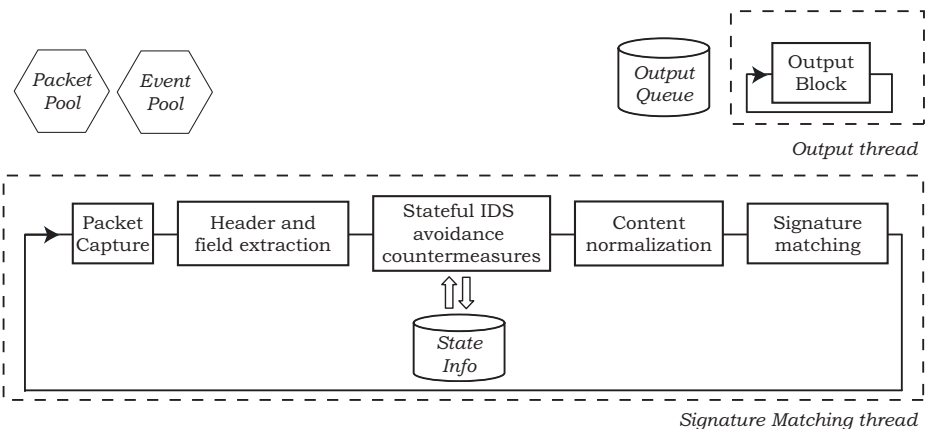 Packet
Pool
Event
Pool
Output
Queue
Output
Block
Output thread
Packet
Capture
Header and
field extraction
Stateful IDS
avoidance
countermeasures
Content
normalization
Signature
matching
State
Info
Signature Matching thread